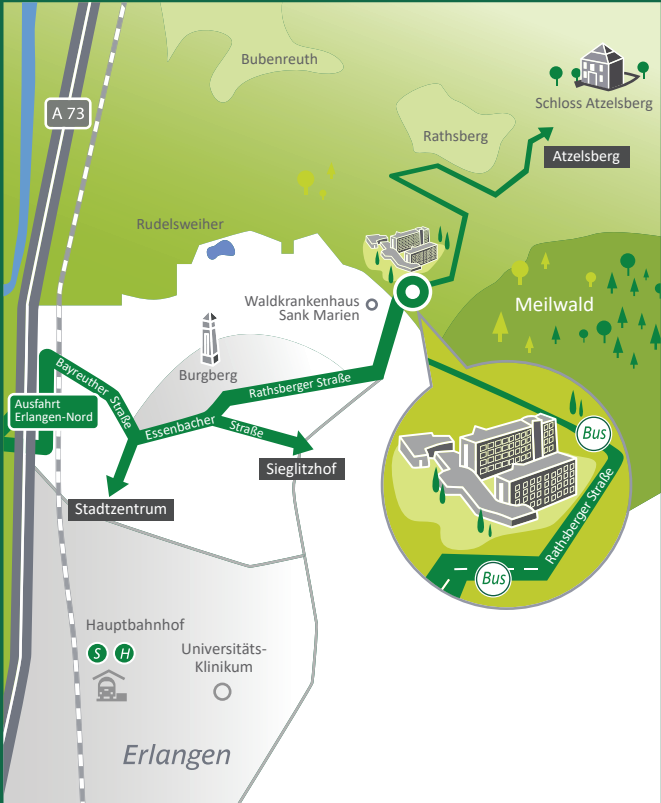 Bubenreuth
A 73
Schloss Atzelsberg
Rathsberg
Atzelsberg
Rudelsweiher
Waldkrankenhaus
Sank Marien
Meilwald
Burgberg
Bayreuther
Straße
Rathsberger Straße
Ausfahrt
Erlangen-Nord
Essenbacher
Straße
Sieglitzhof
Stadtzentrum
Bus
Rathsberger Straße
Bus
Hauptbahnhof
S H
Universitäts-
Klinikum
Erlangen